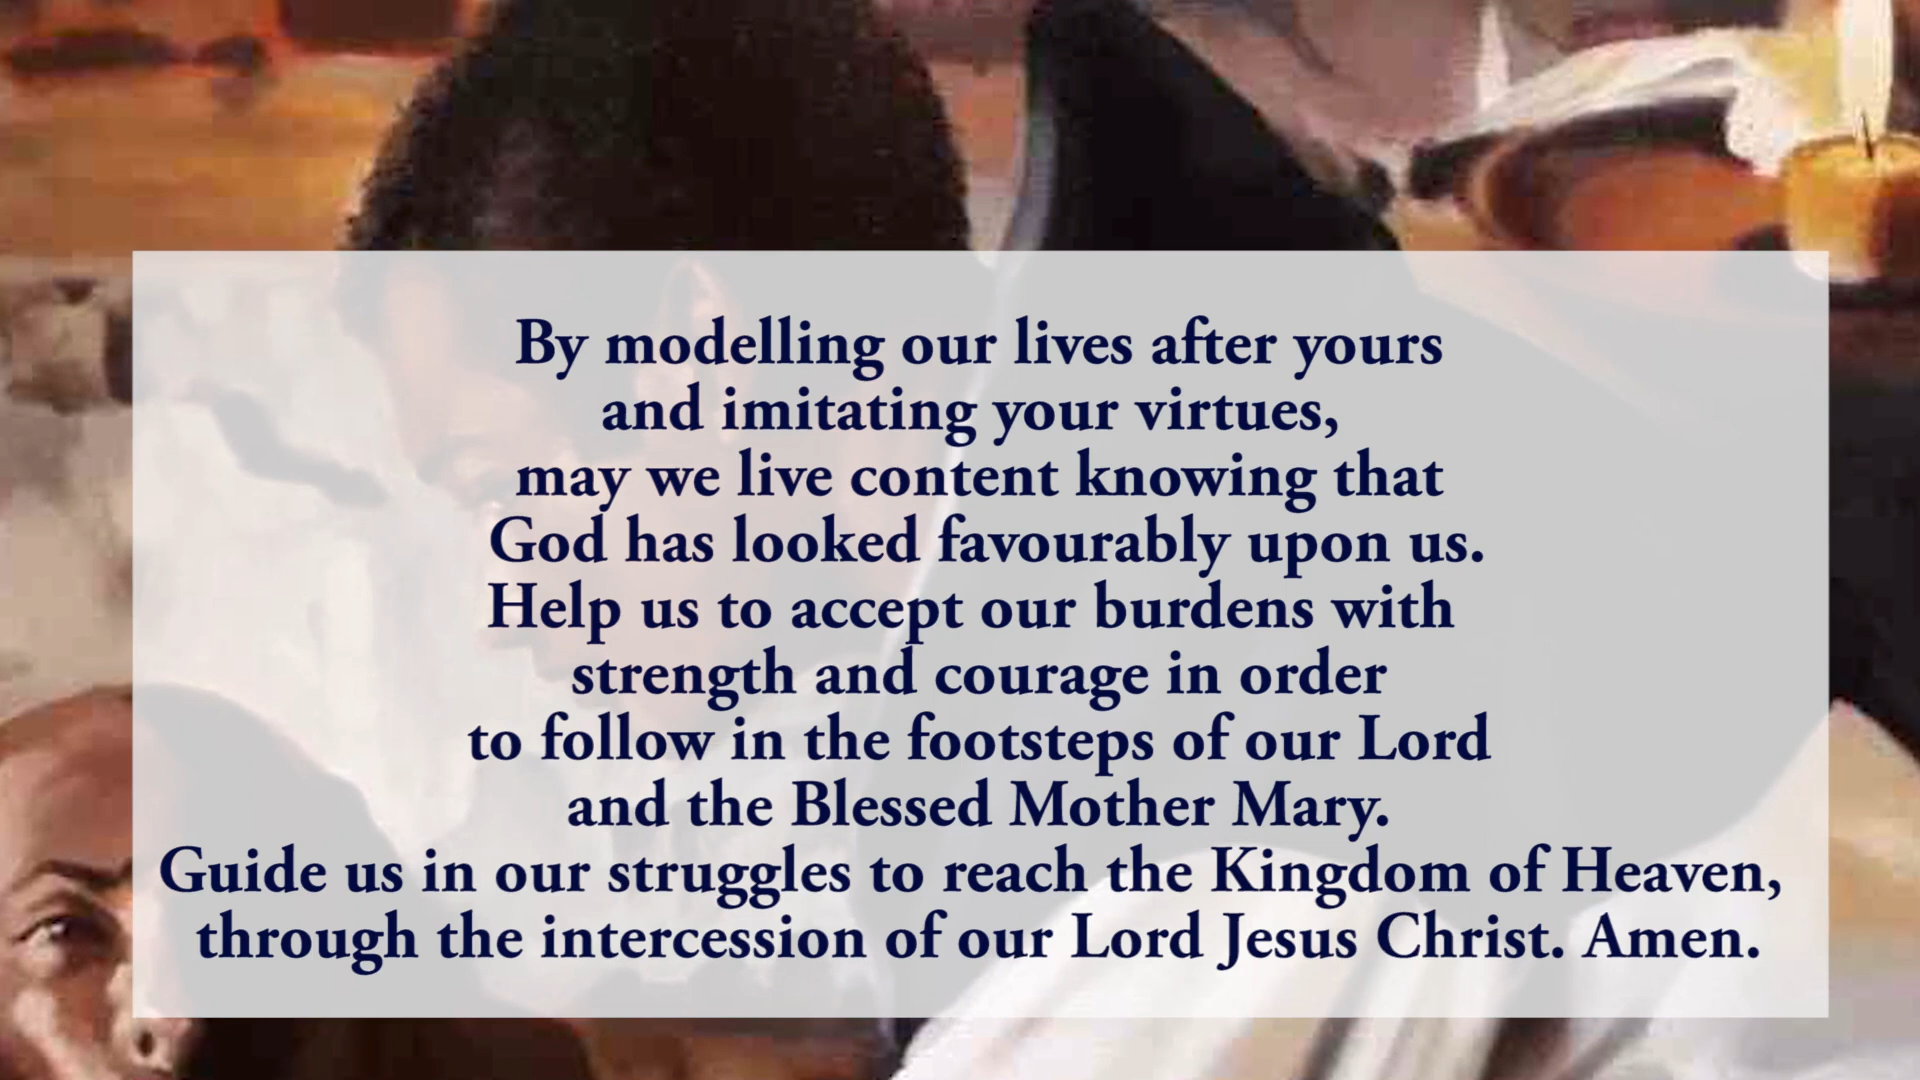 By modelling our lives after yours
and imitating your virtues,
may we live content knowing that
God has looked favourably upon us.
Help us to accept our burdens with
strength and courage in order
to follow in the footsteps of our Lord
and the Blessed Mother Mary.
Guide us in our struggles to reach the Kingdom of Heaven,
through the intercession of our Lord Jesus Christ. Amen.